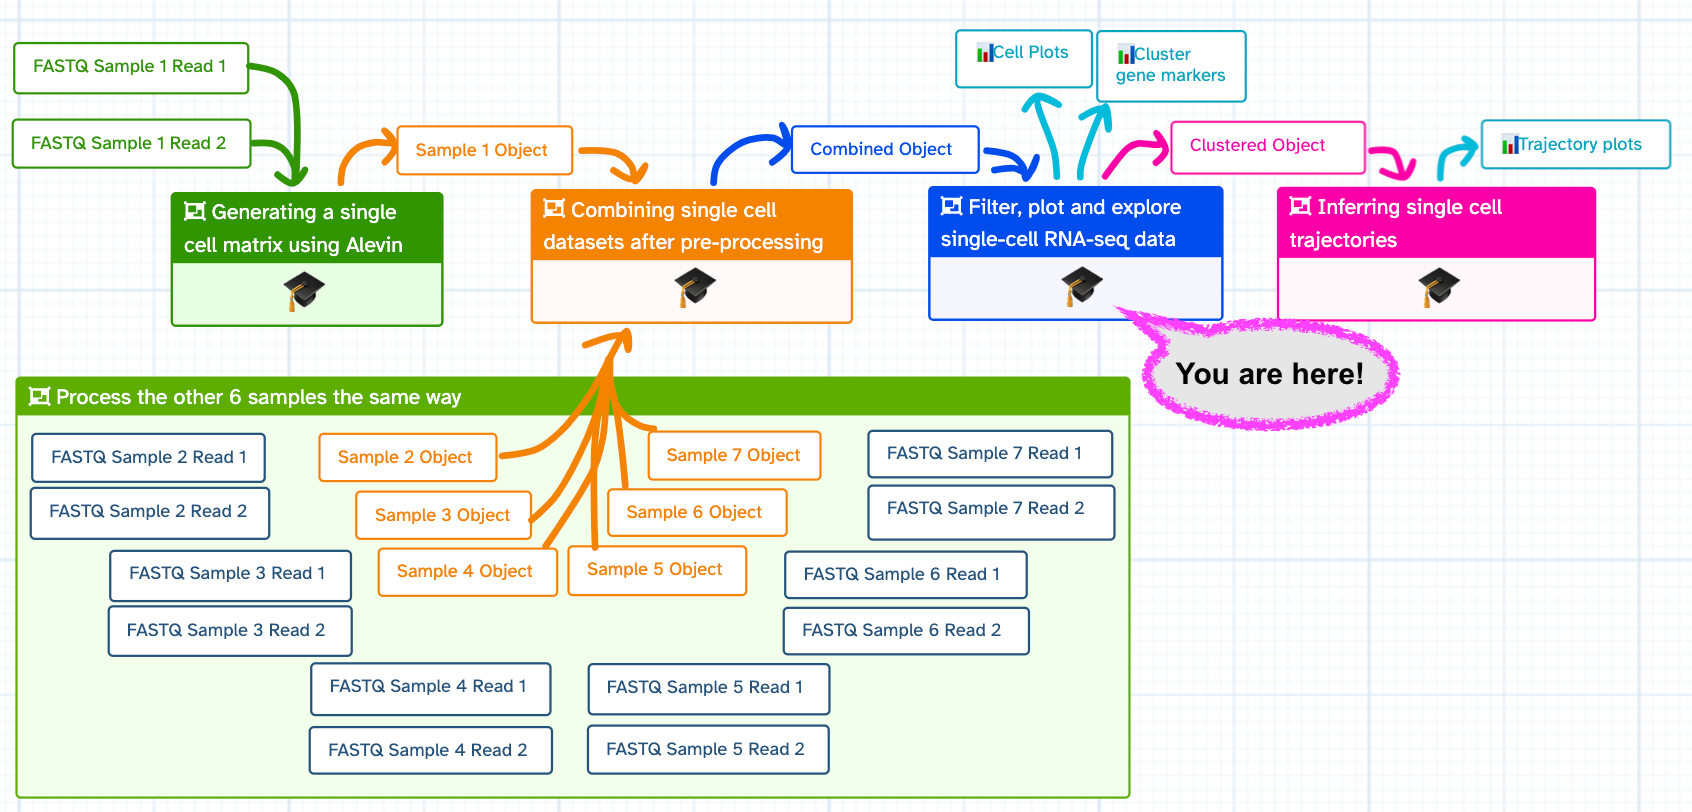 FASTQ Sample 1 Read 1
FASTQ Sample 1 Read 2
Sample 1 Object
Combined Object
Cell Plots
Cluster
gene markers
Clustered Object
Trajectory plots
Generating a single
cell matrix using Alevin
Combining single cell
datasets after pre-processing
Filter, plot and explore
single-cell RNA-seq data
Inferring single cell
trajectories
You are here!
Process the other 6 samples the same way
FASTQ Sample 2 Read 1
FASTQ Sample 2 Read 2
Sample 2 Object
Sample 7 Object
FASTQ Sample 7 Read 1
FASTQ Sample 7 Read 2
Sample 3 Object
Sample 6 Object
FASTQ Sample 3 Read 1
FASTQ Sample 3 Read 2
Sample 4 Object
Sample 5 Object
FASTQ Sample 6 Read 1
FASTQ Sample 6 Read 2
FASTQ Sample 4 Read 1
FASTQ Sample 4 Read 2
FASTQ Sample 5 Read 1
FASTQ Sample 5 Read 2